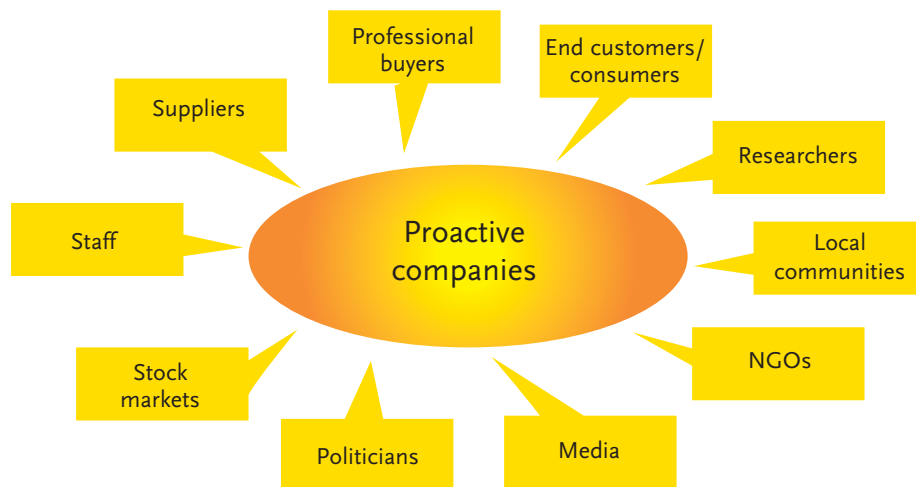 Professional
buyers
End customers/
consumers
Suppliers
Researchers
Staff
Proactive
companies
Local
communities
Stock
markets
NGOs
Politicians
Media